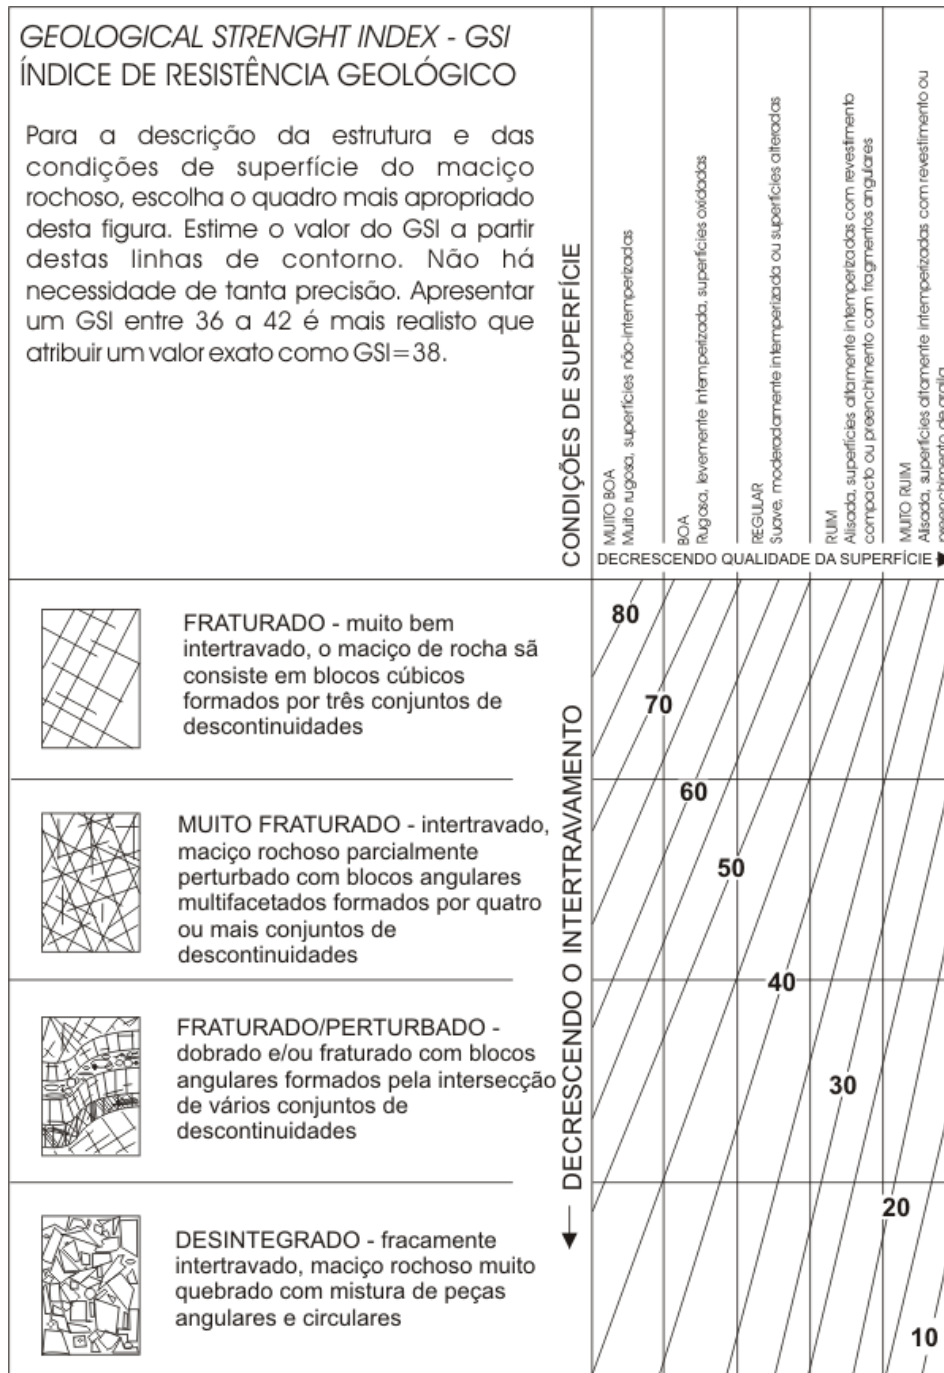 GEOLOGICAL STRENGHT INDEX - GSI
ÍNDICE DE RESISTÊNCIA GEOLÓGICO
Para a descrição da estrutura e das
condições de superfície do maciço
rochoso, escolha o quadro mais apropriado
desta figura. Estime o valor do GSI a partir
destas linhas de contorno. Não há
necessidade de tanta precisão. Apresentar
um GSI entre 36 a 42 é mais realisto que
atribuir um valor exato como GSI=38.
CONDIÇÕES DE SUPERFÍCIE
MUITO BOA
Muito rugosa, superfícies não-intemperizadas
BOA
Rugosa, levemente intemperizada, superfícies oxidadas
REGULAR
Suave, moderadamente intemperizada ou superfícies alteradas
RUIM
Alisada, superfícies altamente intemperizadas com revestimento
compacto ou preenchimento com fragmentos angulares
MUITO RUIM
Alisada, superfícies altamente intemperizadas com revestimento ou
preenchimento de argila
DECRESCENDO QUALIDADE DA SUPERFÍCIE
DECRESCENDO O INTERTRAVAMENTO
FRATURADO - muito bem
intertravado, o maciço de rocha sã
consiste em blocos cúbicos
formados por três conjuntos de
descontinuidades
MUITO FRATURADO - intertravado,
maciço rochoso parcialmente
perturbado com blocos angulares
multifacetados formados por quatro
ou mais conjuntos de
descontinuidades
FRATURADO/PERTURBADO -
dobrado e/ou fraturado com blocos
angulares formados pela intersecção
de vários conjuntos de
descontinuidades
DESINTEGRADO - fracamente
intertravado, maciço rochoso muito
quebrado com mistura de peças
angulares e circulares
80
70
60
50
40
30
20
10